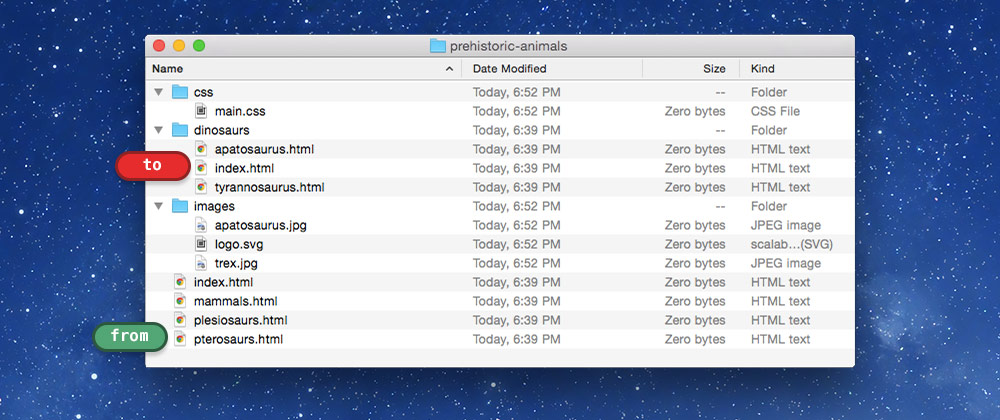 prehistoric-animals
Name Date Modified Size Kind
css Today, 6:52 PM -- Folder
main.css Today, 6:52 PM Zero bytes CSS File
dinosaurs Today, 6:39 PM -- Folder
apatosaurus.html Today, 6:39 PM Zero bytes HTML text
to index.html Today, 6:39 PM Zero bytes HTML text
tyrannosaurus.html Today, 6:39 PM Zero bytes HTML text
images Today, 6:52 PM -- Folder
apatosaurus.jpg Today, 6:52 PM Zero bytes JPEG image
logo.svg Today, 6:52 PM Zero bytes scalab...(SVG)
trex.jpg Today, 6:52 PM Zero bytes JPEG image
index.html Today, 6:39 PM Zero bytes HTML text
mammals.html Today, 6:39 PM Zero bytes HTML text
plesiosaurs.html Today, 6:39 PM Zero bytes HTML text
from pterosaurs.html Today, 6:39 PM Zero bytes HTML text